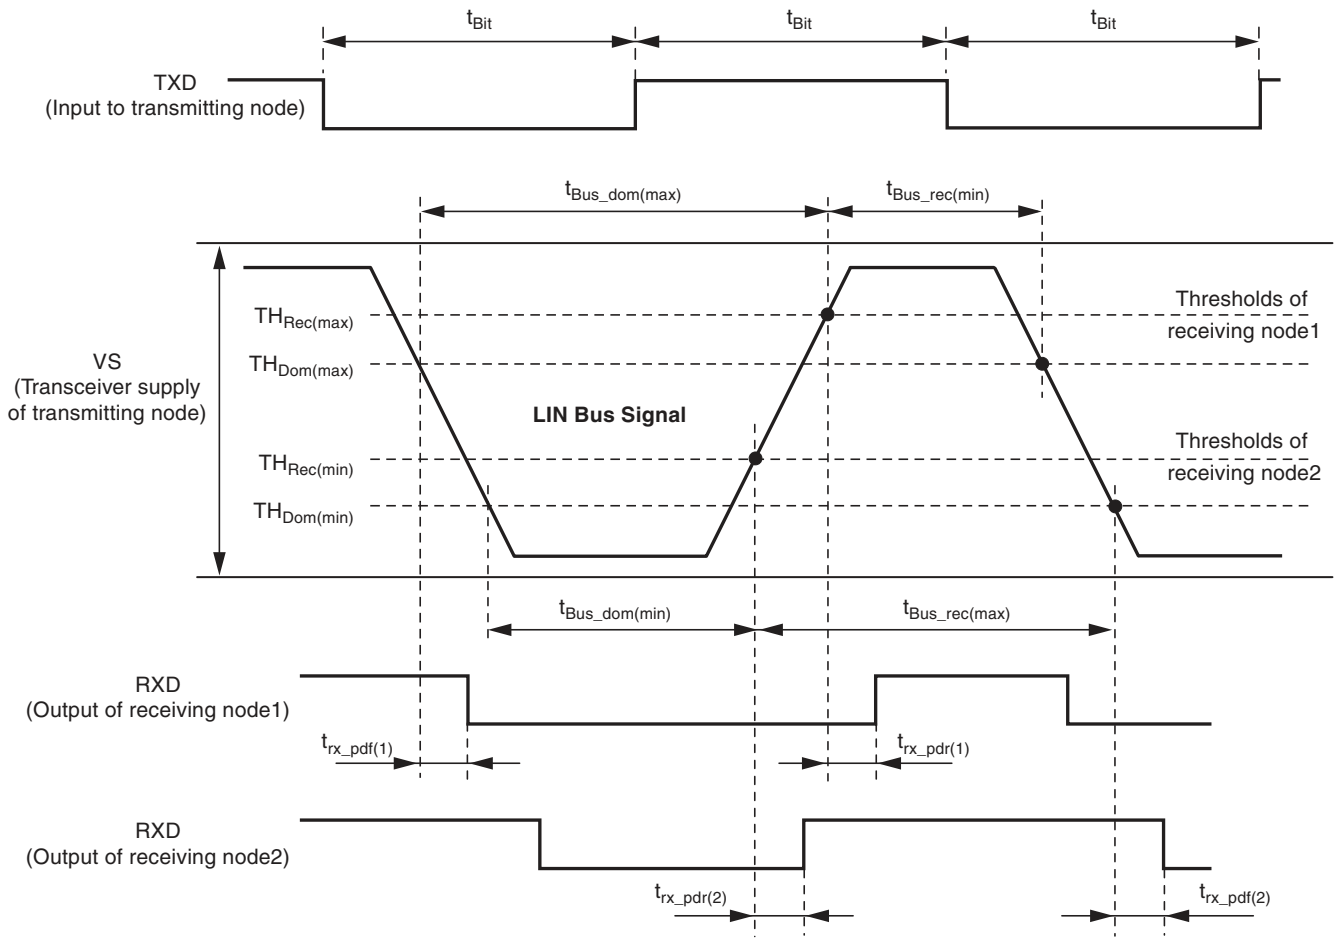 tBit
tBit
tBit
TXD
(Input to transmitting node)
tBus_dom(max)
tBus_rec(min)
THRec(max)
Thresholds of
receiving node1
VS
(Transceiver supply
of transmitting node)
THDom(max)
LIN Bus Signal
THRec(min)
Thresholds of
receiving node2
THDom(min)
tBus_dom(min)
tBus_rec(max)
RXD
(Output of receiving node1)
trx_pdf(1)
trx_pdr(1)
RXD
(Output of receiving node2)
trx_pdr(2)
trx_pdf(2)